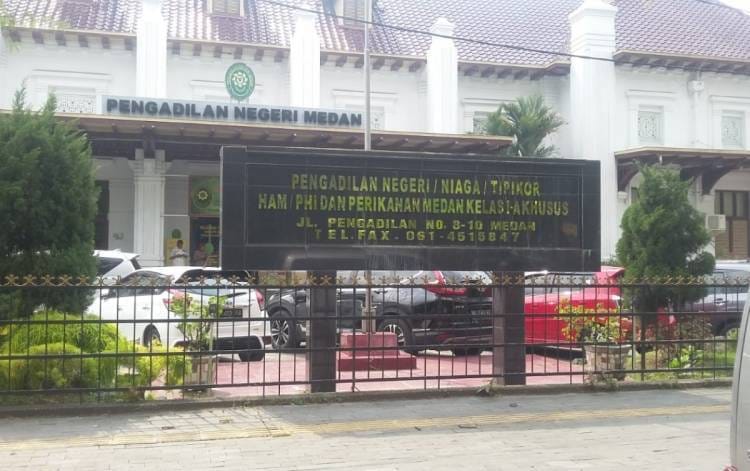 PENGADILAN NEGERI MEDAN
PENGADILAN NEGERI / NIAGA / TIPIKOR
HAM / PHI DAN PERIKANAN MEDAN KELAS I-A KHUSUS
JL. PENGADILAN NO. 8-10 MEDAN
TEL.FAX. 061-4515847